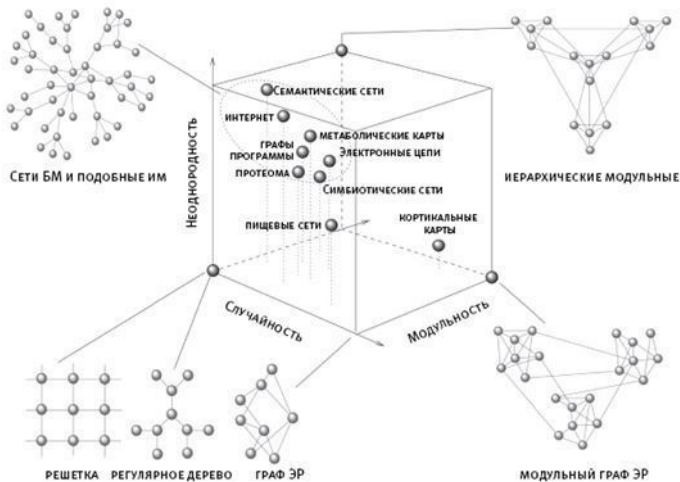 Семантические сети
интернет
метаболические карты
графы
программы
Электронные цепи
протеома
Симбиотические сети
Неоднородность
Сети БМ и подобные им
иерархические модульные
пищевые сети
кортикальные
карты
Случайность
Модульность
решетка
регулярное дерево
граф ЭР
модульный граф ЭР